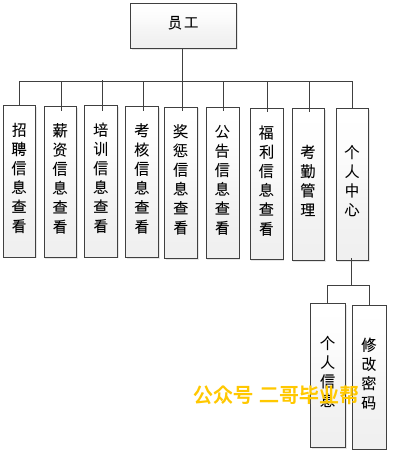 员工
招聘信息查看
薪资信息查看
培训信息查看
考核信息查看
奖惩信息查看
公告信息查看
福利信息查看
考勤管理
个人中心
个人信息
修改密码
公众号 二哥毕业帮